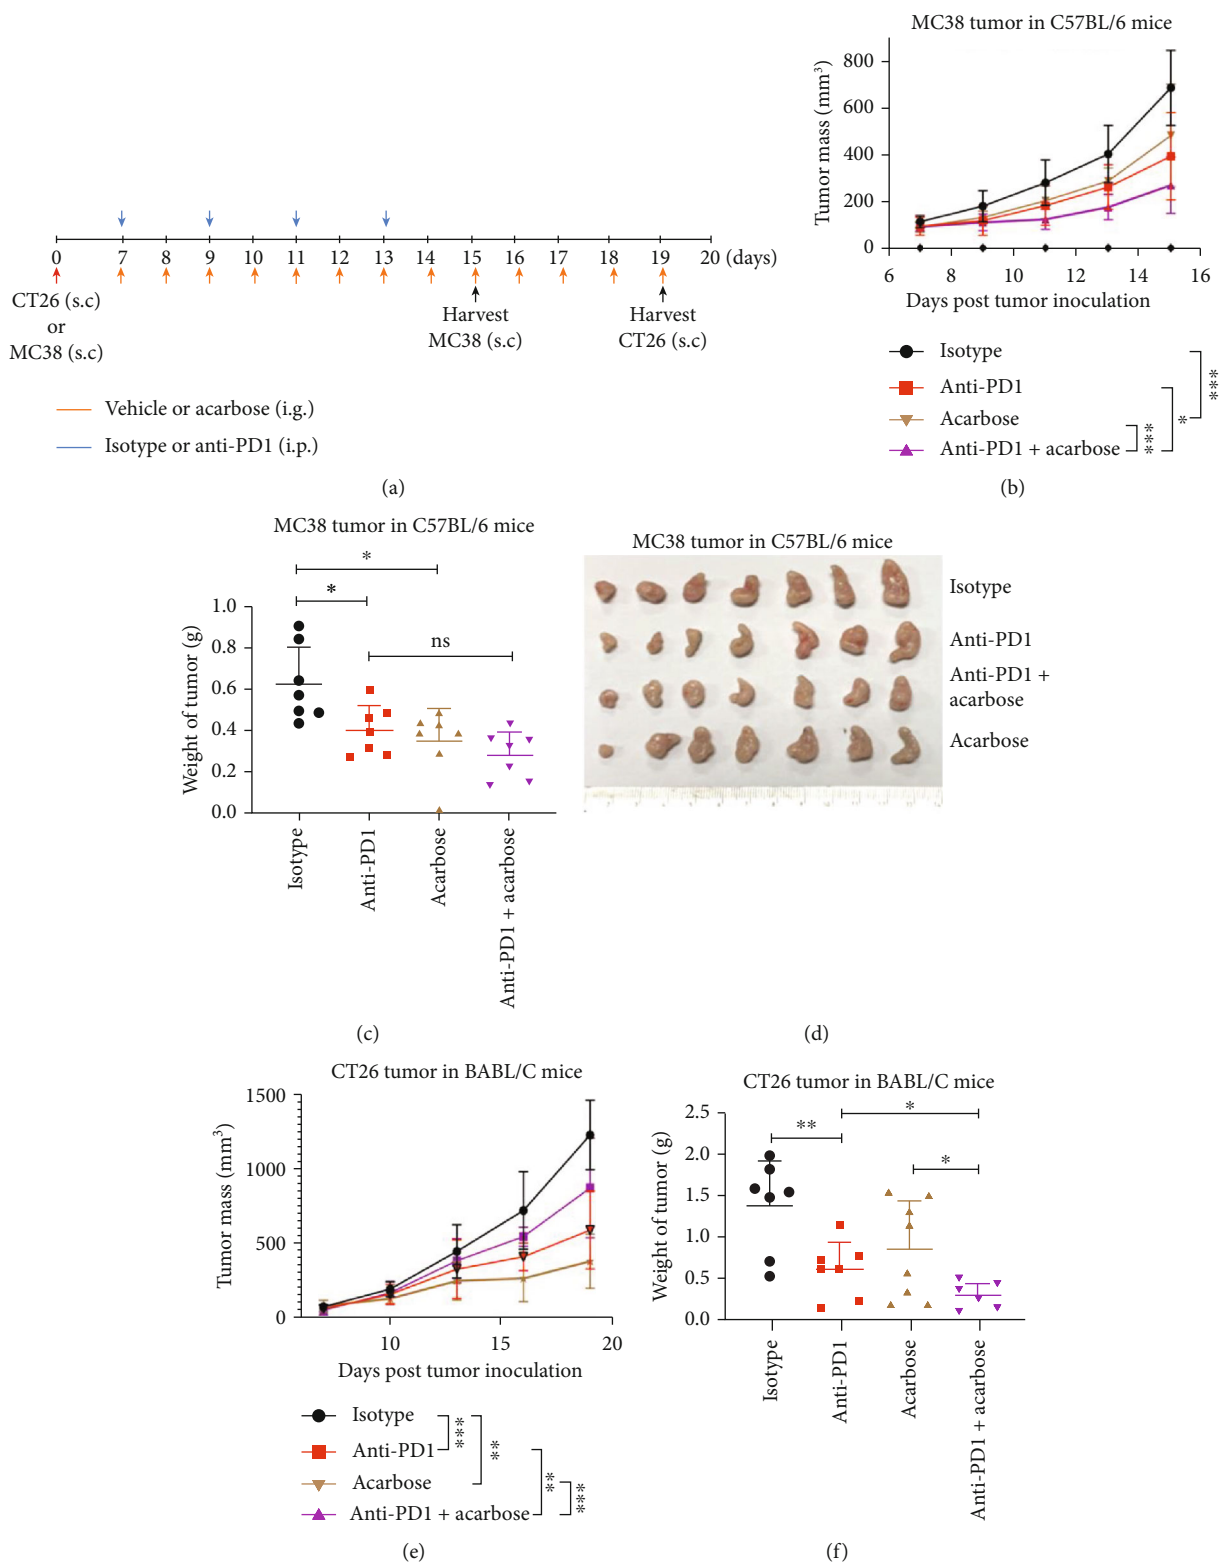 0 7 8 9 10 11 12 13 14 15 16 17 18 19 20 (days)
CT26 (s.c)
or
MC38 (s.c)
Harvest
MC38 (s.c)
Harvest
CT26 (s.c)
Vehicle or acarbose (i.g.)
Isotype or anti-PD1 (i.p.)
(a)
MC38 tumor in C57BL/6 mice
Tumor mass (mm³)
800
600
400
200
0
6 8 10 12 14 16
Days post tumor inoculation
Isotype
Anti-PD1
Acarbose
Anti-PD1 + acarbose
***
*
***
(b)
MC38 tumor in C57BL/6 mice
*
*
ns
Weight of tumor (g)
1.0
0.8
0.6
0.4
0.2
0.0
Isotype
Anti-PD1
Acarbose
Anti-PD1 + acarbose
(c)
MC38 tumor in C57BL/6 mice
Isotype
Anti-PD1
Anti-PD1 +
acarbose
Acarbose
(d)
CT26 tumor in BABL/C mice
Tumor mass (mm³)
1500
1000
500
0
10 15 20
Days post tumor inoculation
Isotype
Anti-PD1
Acarbose
Anti-PD1 + acarbose
***
**
**
***
(e)
CT26 tumor in BABL/C mice
**
*
*
Weight of tumor (g)
2.5
2.0
1.5
1.0
0.5
0.0
Isotype
Anti-PD1
Acarbose
Anti-PD1 + acarbose
(f)